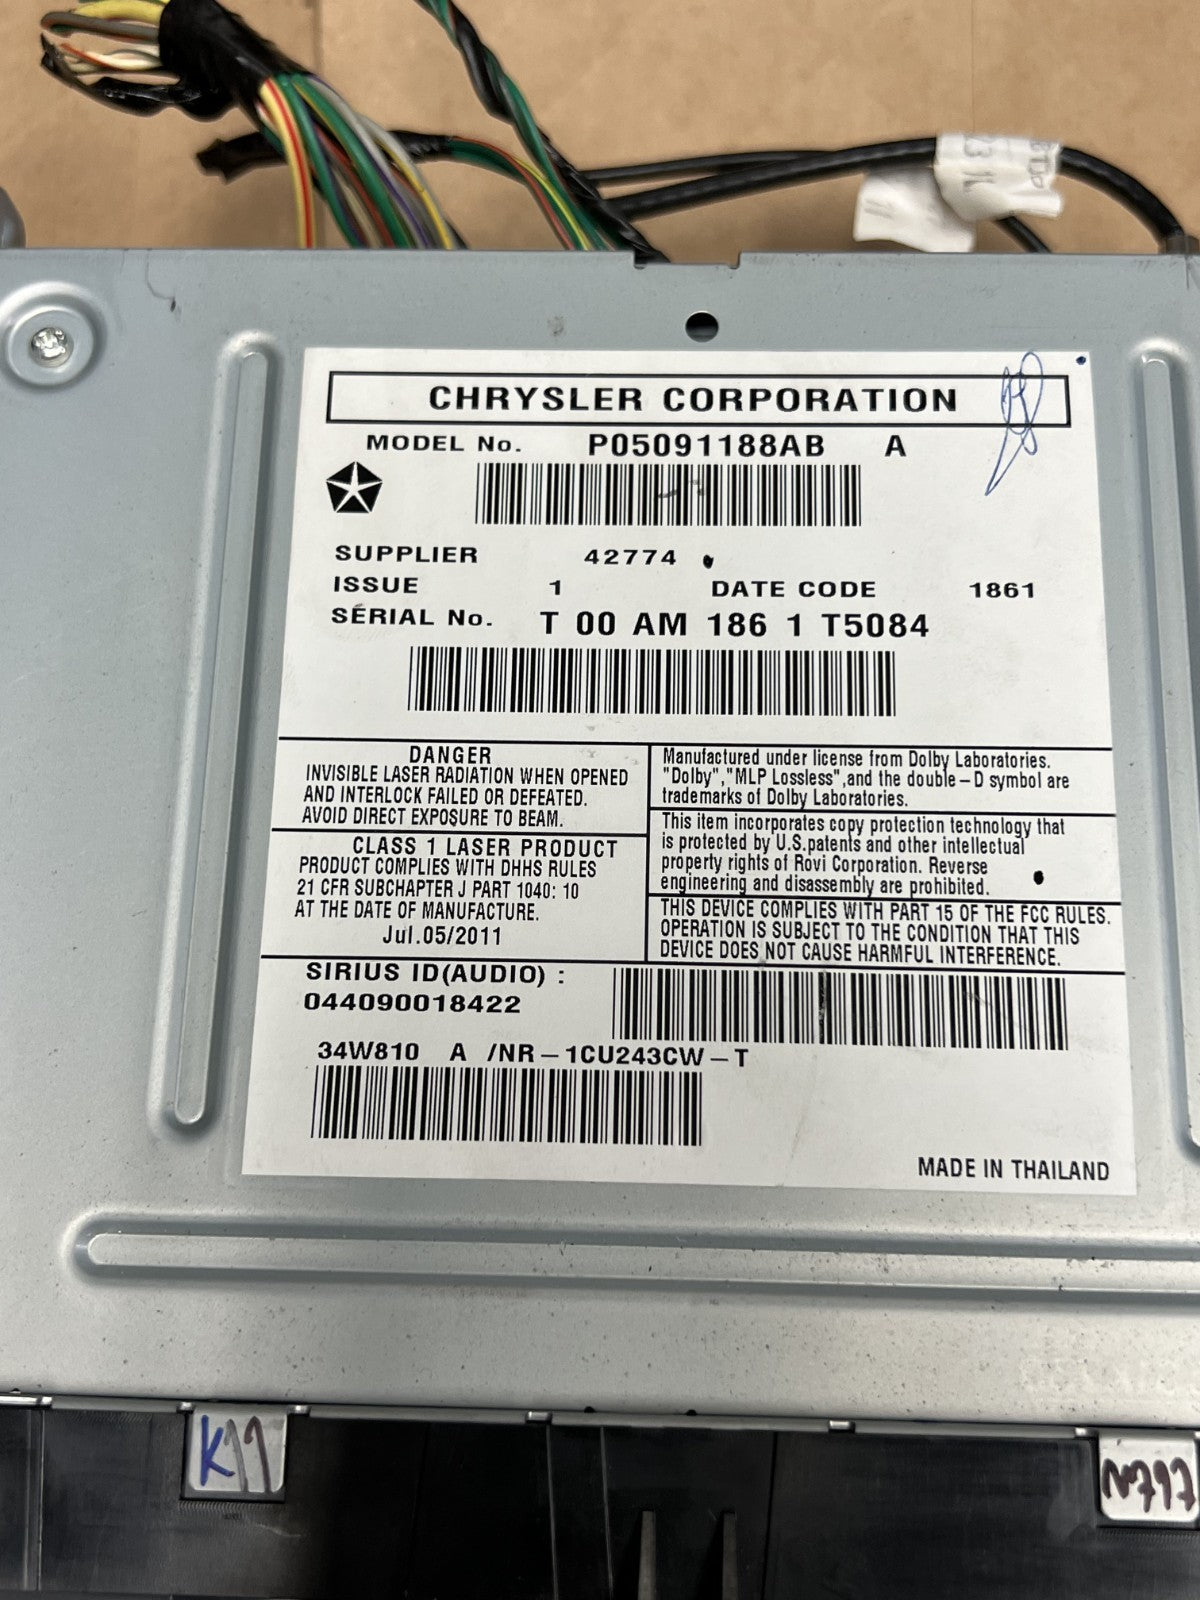 CHRYSLER CORPORATION
MODEL No. P05091188AB A
SUPPLIER 42774
ISSUE 1 DATE CODE 1861
SERIAL No. T 00 AM 186 1 T5084
DANGER
INVISIBLE LASER RADIATION WHEN OPENED
AND INTERLOCK FAILED OR DEFEATED.
AVOID DIRECT EXPOSURE TO BEAM.
CLASS 1 LASER PRODUCT
PRODUCT COMPLIES WITH DHHS RULES
21 CFR SUBCHAPTER J PART 1040: 10
AT THE DATE OF MANUFACTURE.
Jul.05/2011
Manufactured under license from Dolby Laboratories.
"Dolby","MLP Lossless",and the double-D symbol are
trademarks of Dolby Laboratories.
This item incorporates copy protection technology that
is protected by U.S.patents and other intellectual
property rights of Rovi Corporation. Reverse
engineering and disassembly are prohibited.
THIS DEVICE COMPLIES WITH PART 15 OF THE FCC RULES.
OPERATION IS SUBJECT TO THE CONDITION THAT THIS
DEVICE DOES NOT CAUSE HARMFUL INTERFERENCE.
SIRIUS ID(AUDIO) :
044090018422
34W810 A /NR-1CU243CW-T
MADE IN THAILAND